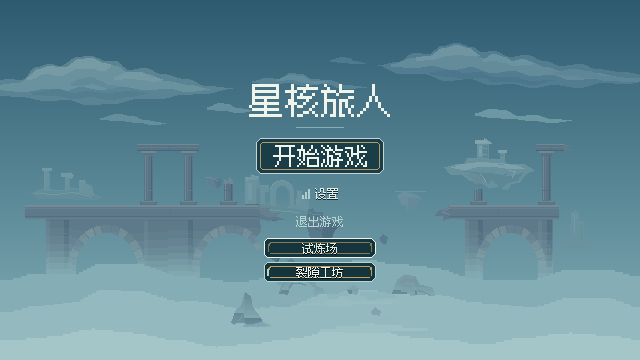 星核旅人
开始游戏
设置
退出游戏
试炼场
裂隙工坊